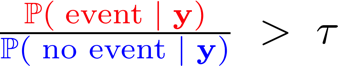 ℙ( event | y)
ℙ( no event | y) > τ